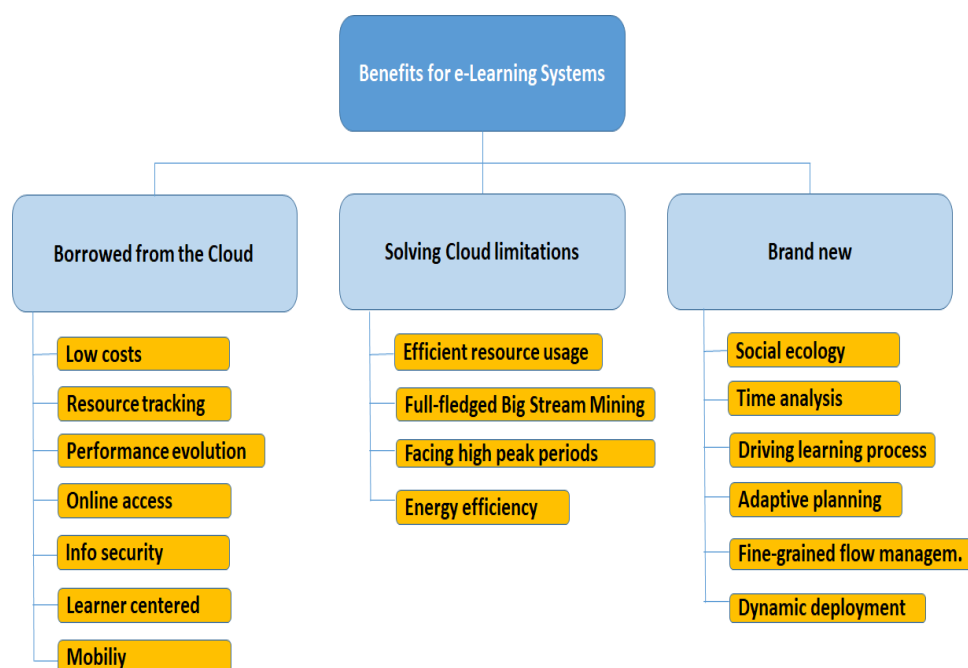 Benefits for e-Learning Systems
Borrowed from the Cloud
Low costs
Resource tracking
Performance evolution
Online access
Info security
Learner centered
Mobiliy
Solving Cloud limitations
Efficient resource usage
Full-fledged Big Stream Mining
Facing high peak periods
Energy efficiency
Brand new
Social ecology
Time analysis
Driving learning process
Adaptive planning
Fine-grained flow managem.
Dynamic deployment